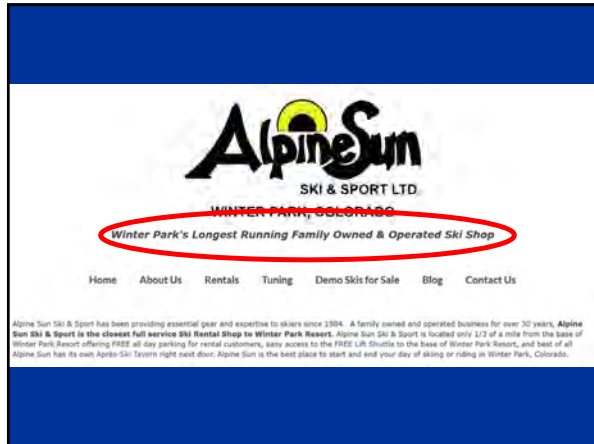 AlpineSun
SKI & SPORT LTD.
WINTER PARK, COLORADO
Winter Park's Longest Running Family Owned & Operated Ski Shop
Home About Us Rentals Tuning Demo Skis for Sale Blog Contact Us
Alpine Sun Ski & Sport has been providing essential gear and expertise to skiers since 1984. A family owned and operated business for over 30 years, Alpine
Sun Ski & Sport is the closest full service Ski Rental Shop to Winter Park Resort. Alpine Sun Ski & Sport is located only 1/3 of a mile from the base of
Winter Park Resort offering FREE all day parking for rental customers, easy access to the FREE Lift Shuttle to the base of Winter Park Resort, and best of all
Alpine Sun has its own Après-Ski Tavern right next door. Alpine Sun is the best place to start and end your day of skiing or riding in Winter Park, Colorado.